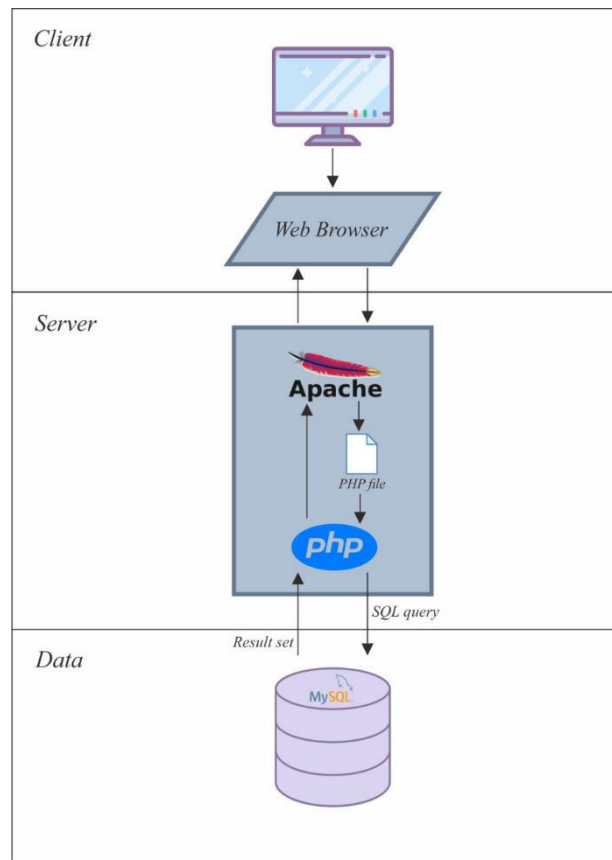 Client
Web Browser
Server
Apache
PHP file
php
SQL query
Result set
Data
MySQL